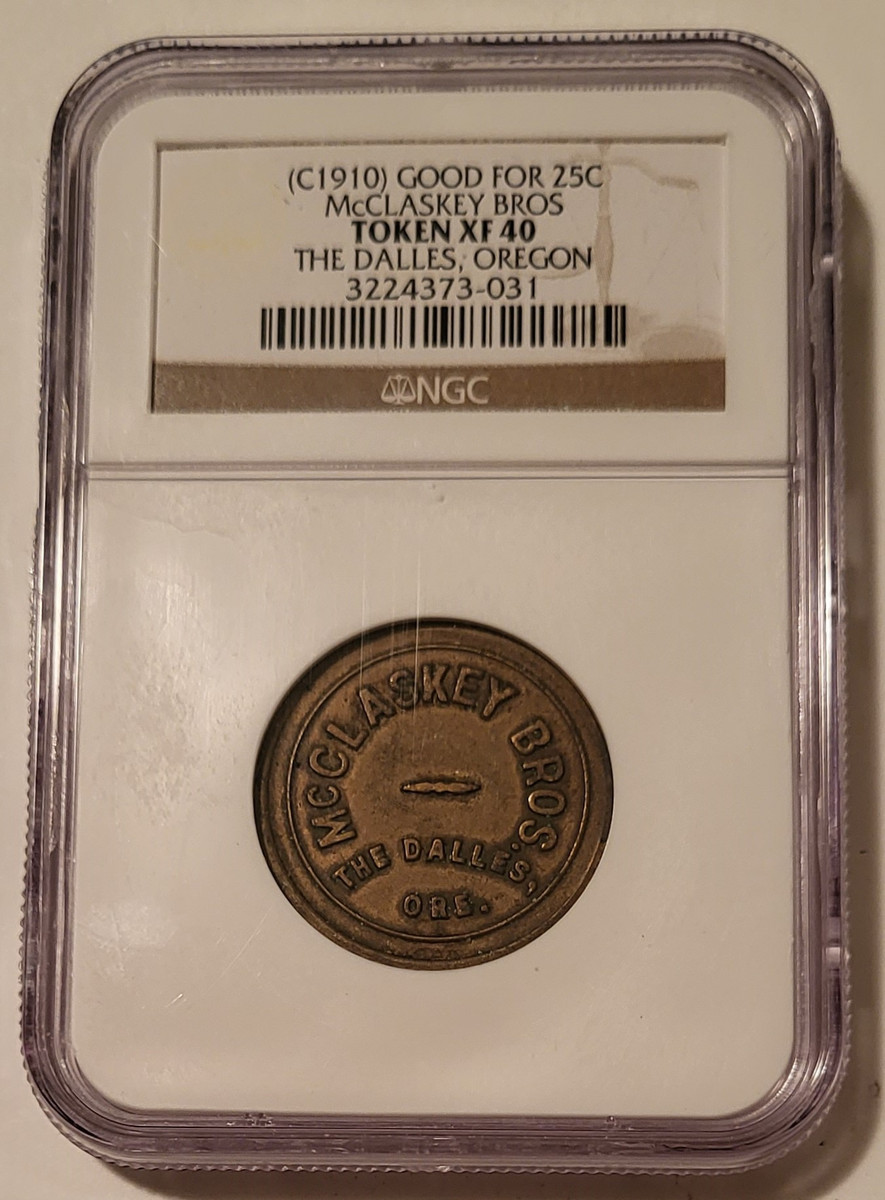 (C1910) GOOD FOR 25C
McCLASKEY BROS
TOKEN XF 40
THE DALLES, OREGON
3224373-031
NGC
McCLASKEY BROS.
THE DALLES,
ORE.